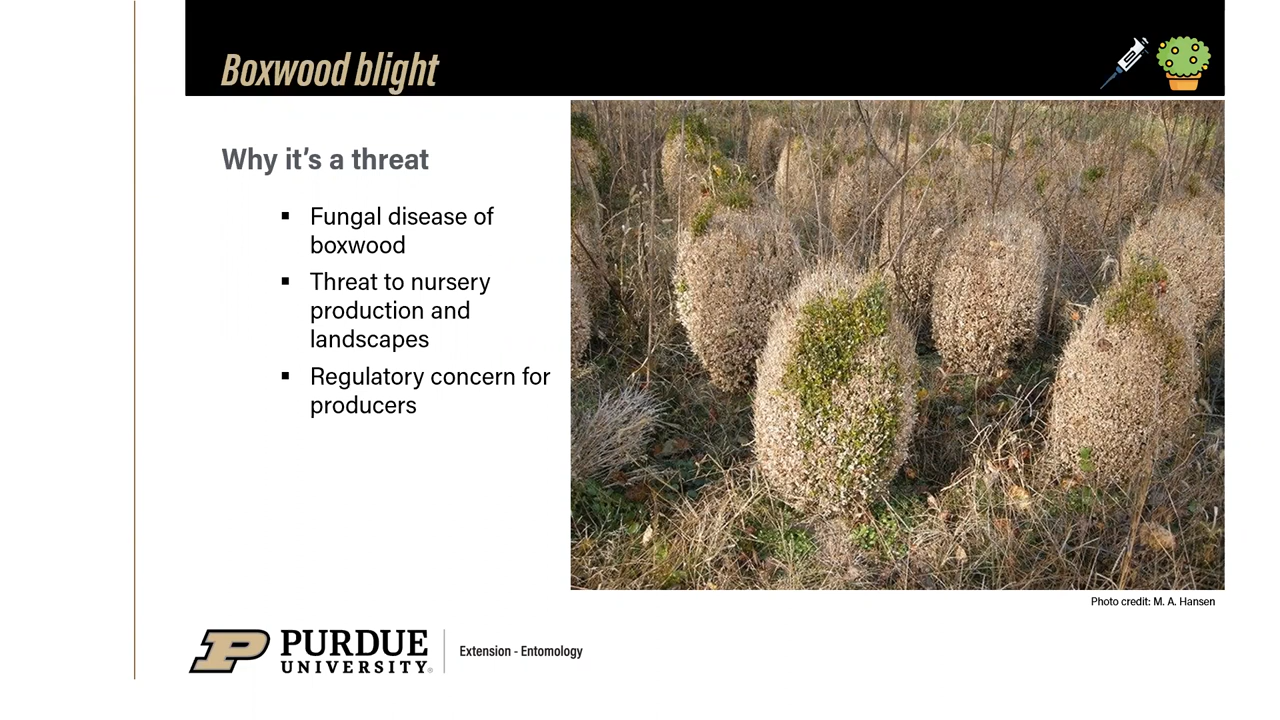 Boxwood blight
Why it's a threat
▪ Fungal disease of
boxwood
▪ Threat to nursery
production and
landscapes
▪ Regulatory concern for
producers
Photo credit: M. A. Hansen
P PURDUE
UNIVERSITY®
Extension - Entomology